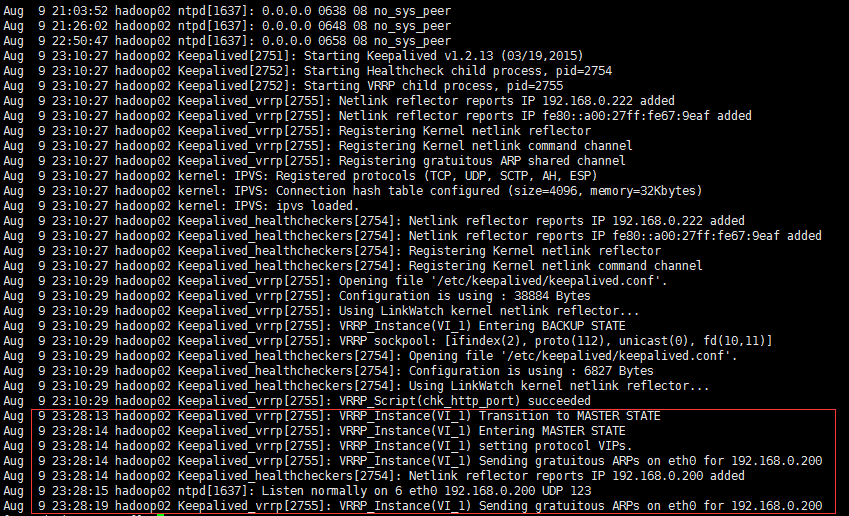 Aug  9 21:03:52 hadoop02 ntpd[1637]: 0.0.0.0 0638 08 no_sys_peer
Aug  9 21:26:02 hadoop02 ntpd[1637]: 0.0.0.0 0648 08 no_sys_peer
Aug  9 22:50:47 hadoop02 ntpd[1637]: 0.0.0.0 0658 08 no_sys_peer
Aug  9 23:10:27 hadoop02 Keepalived[2751]: Starting Keepalived v1.2.13 (03/19,2015)
Aug  9 23:10:27 hadoop02 Keepalived[2752]: Starting Healthcheck child process, pid=2754
Aug  9 23:10:27 hadoop02 Keepalived[2752]: Starting VRRP child process, pid=2755
Aug  9 23:10:27 hadoop02 Keepalived_vrrp[2755]: Netlink reflector reports IP 192.168.0.222 added
Aug  9 23:10:27 hadoop02 Keepalived_vrrp[2755]: Netlink reflector reports IP fe80::a00:27ff:fe67:9eaf added
Aug  9 23:10:27 hadoop02 Keepalived_vrrp[2755]: Registering Kernel netlink reflector
Aug  9 23:10:27 hadoop02 Keepalived_vrrp[2755]: Registering Kernel netlink command channel
Aug  9 23:10:27 hadoop02 Keepalived_vrrp[2755]: Registering gratuitous ARP shared channel
Aug  9 23:10:27 hadoop02 kernel: IPVS: Registered protocols (TCP, UDP, SCTP, AH, ESP)
Aug  9 23:10:27 hadoop02 kernel: IPVS: Connection hash table configured (size=4096, memory=32Kbytes)
Aug  9 23:10:27 hadoop02 kernel: IPVS: ipvs loaded.
Aug  9 23:10:27 hadoop02 Keepalived_healthcheckers[2754]: Netlink reflector reports IP 192.168.0.222 added
Aug  9 23:10:27 hadoop02 Keepalived_healthcheckers[2754]: Netlink reflector reports IP fe80::a00:27ff:fe67:9eaf added
Aug  9 23:10:27 hadoop02 Keepalived_healthcheckers[2754]: Registering Kernel netlink reflector
Aug  9 23:10:27 hadoop02 Keepalived_healthcheckers[2754]: Registering Kernel netlink command channel
Aug  9 23:10:29 hadoop02 Keepalived_vrrp[2755]: Opening file '/etc/keepalived/keepalived.conf'.
Aug  9 23:10:29 hadoop02 Keepalived_vrrp[2755]: Configuration is using : 38884 Bytes
Aug  9 23:10:29 hadoop02 Keepalived_vrrp[2755]: Using LinkWatch kernel netlink reflector...
Aug  9 23:10:29 hadoop02 Keepalived_vrrp[2755]: VRRP_Instance(VI_1) Entering BACKUP STATE
Aug  9 23:10:29 hadoop02 Keepalived_vrrp[2755]: VRRP sockpool: [ifindex(2), proto(112), unicast(0), fd(10,11)]
Aug  9 23:10:29 hadoop02 Keepalived_healthcheckers[2754]: Opening file '/etc/keepalived/keepalived.conf'.
Aug  9 23:10:29 hadoop02 Keepalived_healthcheckers[2754]: Configuration is using : 6827 Bytes
Aug  9 23:10:29 hadoop02 Keepalived_healthcheckers[2754]: Using LinkWatch kernel netlink reflector...
Aug  9 23:10:29 hadoop02 Keepalived_vrrp[2755]: VRRP_Script(chk_http_port) succeeded
Aug  9 23:28:13 hadoop02 Keepalived_vrrp[2755]: VRRP_Instance(VI_1) Transition to MASTER STATE
Aug  9 23:28:14 hadoop02 Keepalived_vrrp[2755]: VRRP_Instance(VI_1) Entering MASTER STATE
Aug  9 23:28:14 hadoop02 Keepalived_vrrp[2755]: VRRP_Instance(VI_1) setting protocol VIPs.
Aug  9 23:28:14 hadoop02 Keepalived_vrrp[2755]: VRRP_Instance(VI_1) Sending gratuitous ARPs on eth0 for 192.168.0.200
Aug  9 23:28:14 hadoop02 Keepalived_healthcheckers[2754]: Netlink reflector reports IP 192.168.0.200 added
Aug  9 23:28:15 hadoop02 ntpd[1637]: Listen normally on 6 eth0 192.168.0.200 UDP 123
Aug  9 23:28:19 hadoop02 Keepalived_vrrp[2755]: VRRP_Instance(VI_1) Sending gratuitous ARPs on eth0 for 192.168.0.200